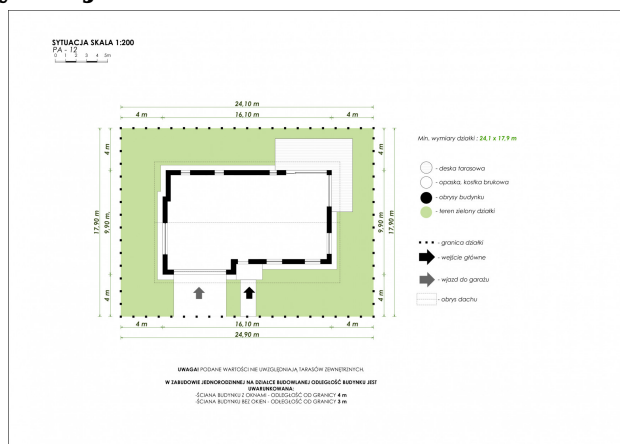 SYTUACJA SKALA 1:200
PA - 12
0 1 2 3 4 5m
24,10 m
4 m 16,10 m 4 m
4 m
9,90 m
4 m
17,90 m
4 m
9,90 m
4 m
17,90 m
4 m 16,10 m 4 m
24,90 m
Min. wymiary działki : 24,1 x 17,9 m
- deska tarasowa
- opaska, kostka brukowa
- obrysy budynku
- teren zielony działki
- granica działki
- wejście główne
- wjazd do garażu
- obrys dachu
UWAGA! PODANE WARTOŚCI NIE UWZGLĘDNIAJĄ TARASÓW ZEWNĘTRZNYCH.
W ZABUDOWIE JEDNORODZINNEJ NA DZIAŁCE BUDOWLANEJ ODLEGŁOŚĆ BUDYNKU JEST
UWARUNKOWANA:
-ŚCIANA BUDYNKU Z OKNAMI - ODLEGŁOŚĆ OD GRANICY 4 m
-ŚCIANA BUDYNKU BEZ OKIEN - ODLEGŁOŚĆ OD GRANICY 3 m